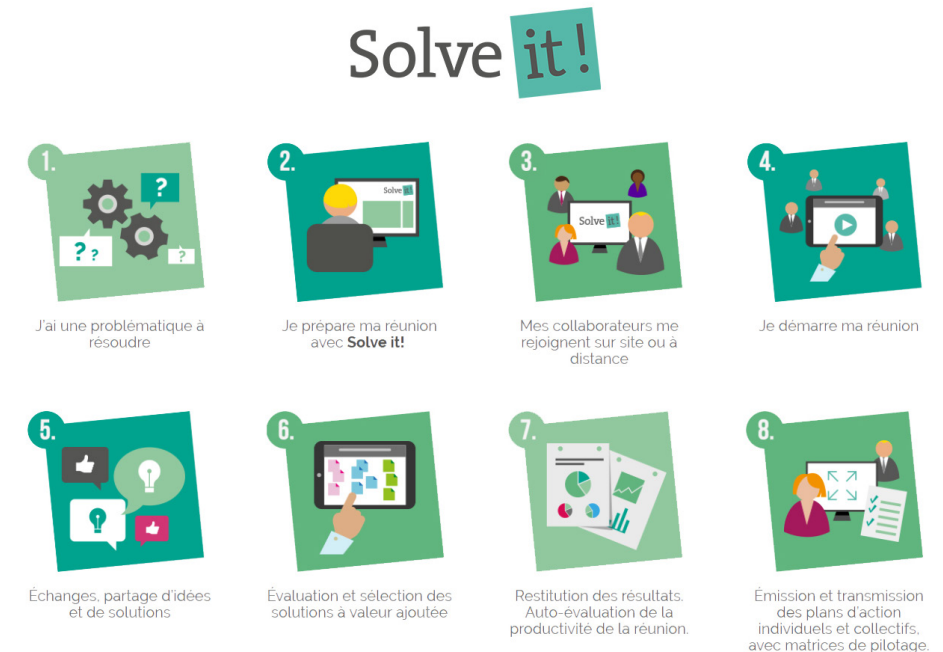 Solve it!
1.
J'ai une problématique à
résoudre
2.
Solve it!
Je prépare ma réunion
avec Solve it!
3.
Solve it!
Mes collaborateurs me
rejoignent sur site ou à
distance
4.
Je démarre ma réunion
5.
Échanges, partage d'idées
et de solutions
6.
Évaluation et sélection des
solutions à valeur ajoutée
7.
Restitution des résultats.
Auto-évaluation de la
productivité de la réunion.
8.
Émission et transmission
des plans d'action
individuels et collectifs,
avec matrices de pilotage.